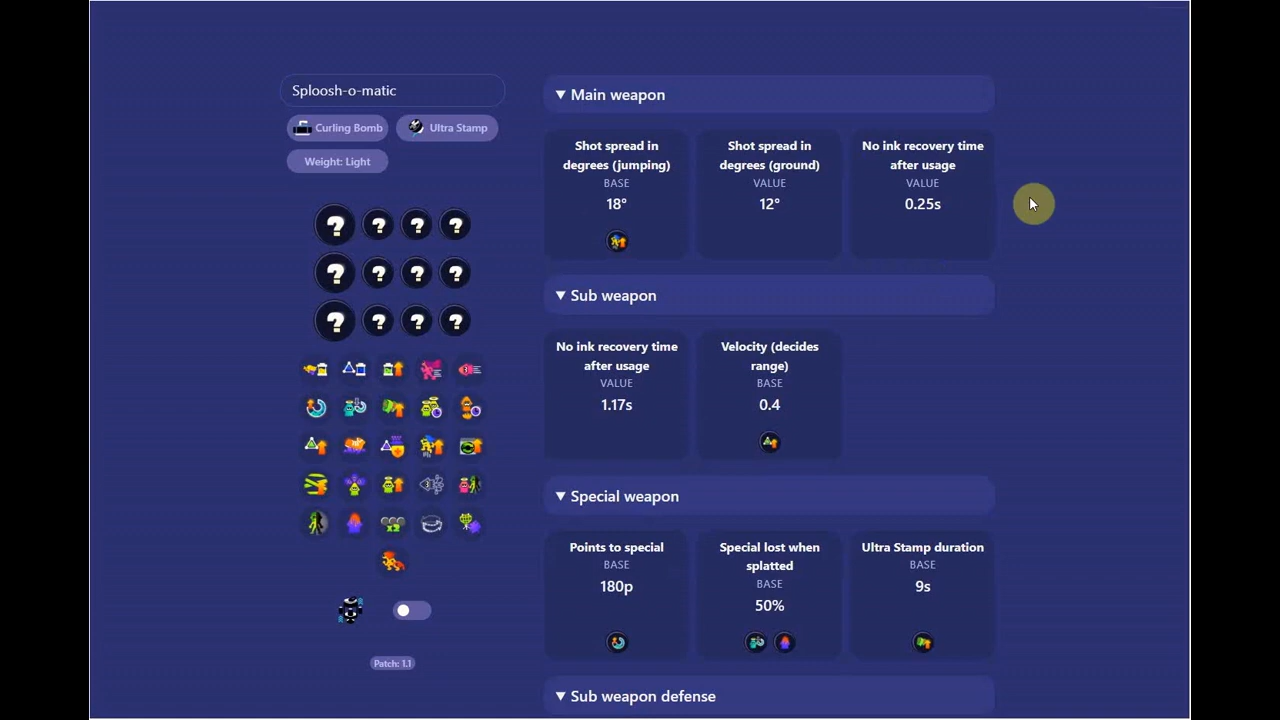 Sploosh-o-matic
Curling Bomb
Ultra Stamp
Weight: Light
? ? ? ?
? ? ? ?
? ? ? ?
Patch: 1.1
Main weapon
Shot spread in
degrees (jumping)
BASE
18°
Shot spread in
degrees (ground)
VALUE
12°
No ink recovery time
after usage
VALUE
0.25s
Sub weapon
No ink recovery time
after usage
VALUE
1.17s
Velocity (decides
range)
BASE
0.4
Special weapon
Points to special
BASE
180p
Special lost when
splatted
BASE
50%
Ultra Stamp duration
BASE
9s
Sub weapon defense